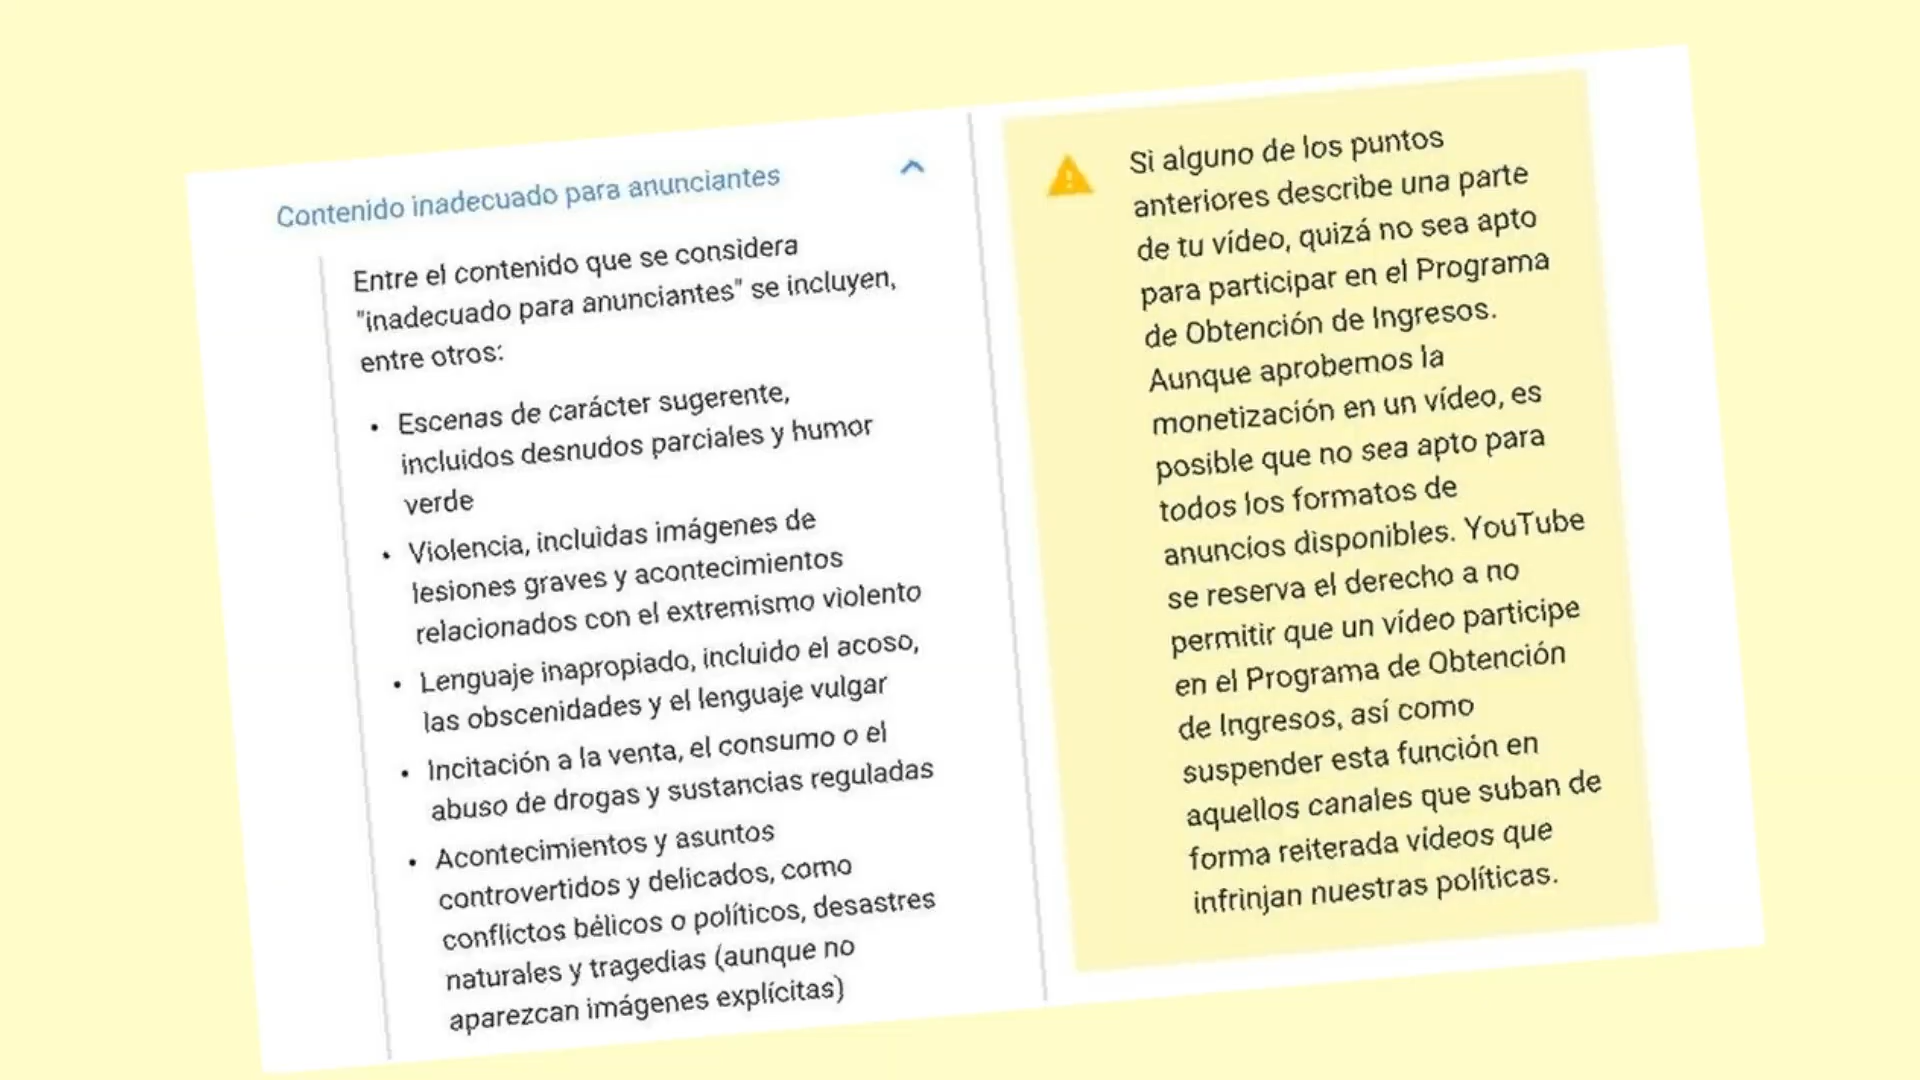 Contenido inadecuado para anunciantes
Entre el contenido que se considera
"inadecuado para anunciantes" se incluyen,
entre otros:
• Escenas de carácter sugerente,
incluidos desnudos parciales y humor
verde
• Violencia, incluidas imágenes de
lesiones graves y acontecimientos
relacionados con el extremismo violento
• Lenguaje inapropiado, incluido el acoso,
las obscenidades y el lenguaje vulgar
• Incitación a la venta, el consumo o el
abuso de drogas y sustancias reguladas
• Acontecimientos y asuntos
controvertidos y delicados, como
conflictos bélicos o políticos, desastres
naturales y tragedias (aunque no
aparezcan imágenes explícitas)
Si alguno de los puntos
anteriores describe una parte
de tu vídeo, quizá no sea apto
para participar en el Programa
de Obtención de Ingresos.
Aunque aprobemos la
monetización en un vídeo, es
posible que no sea apto para
todos los formatos de
anuncios disponibles. YouTube
se reserva el derecho a no
permitir que un vídeo participe
en el Programa de Obtención
de Ingresos, así como
suspender esta función en
aquellos canales que suban de
forma reiterada vídeos que
infrinjan nuestras políticas.